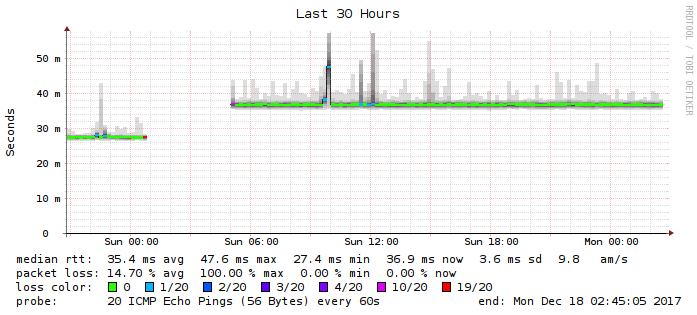 Last 30 Hours
RRDTOOL / TOBI OETIKER
Seconds
50 m
40 m
30 m
20 m
10 m
0
Sun 00:00 Sun 06:00 Sun 12:00 Sun 18:00 Mon 00:00
median rtt: 35.4 ms avg 47.6 ms max 27.4 ms min 36.9 ms now 3.6 ms sd 9.8 am/s
packet loss: 14.70 % avg 100.00 % max 0.00 % min 0.00 % now
loss color: 0 1/20 2/20 3/20 4/20 10/20 19/20
probe: 20 ICMP Echo Pings (56 Bytes) every 60s end: Mon Dec 18 02:45:05 2017